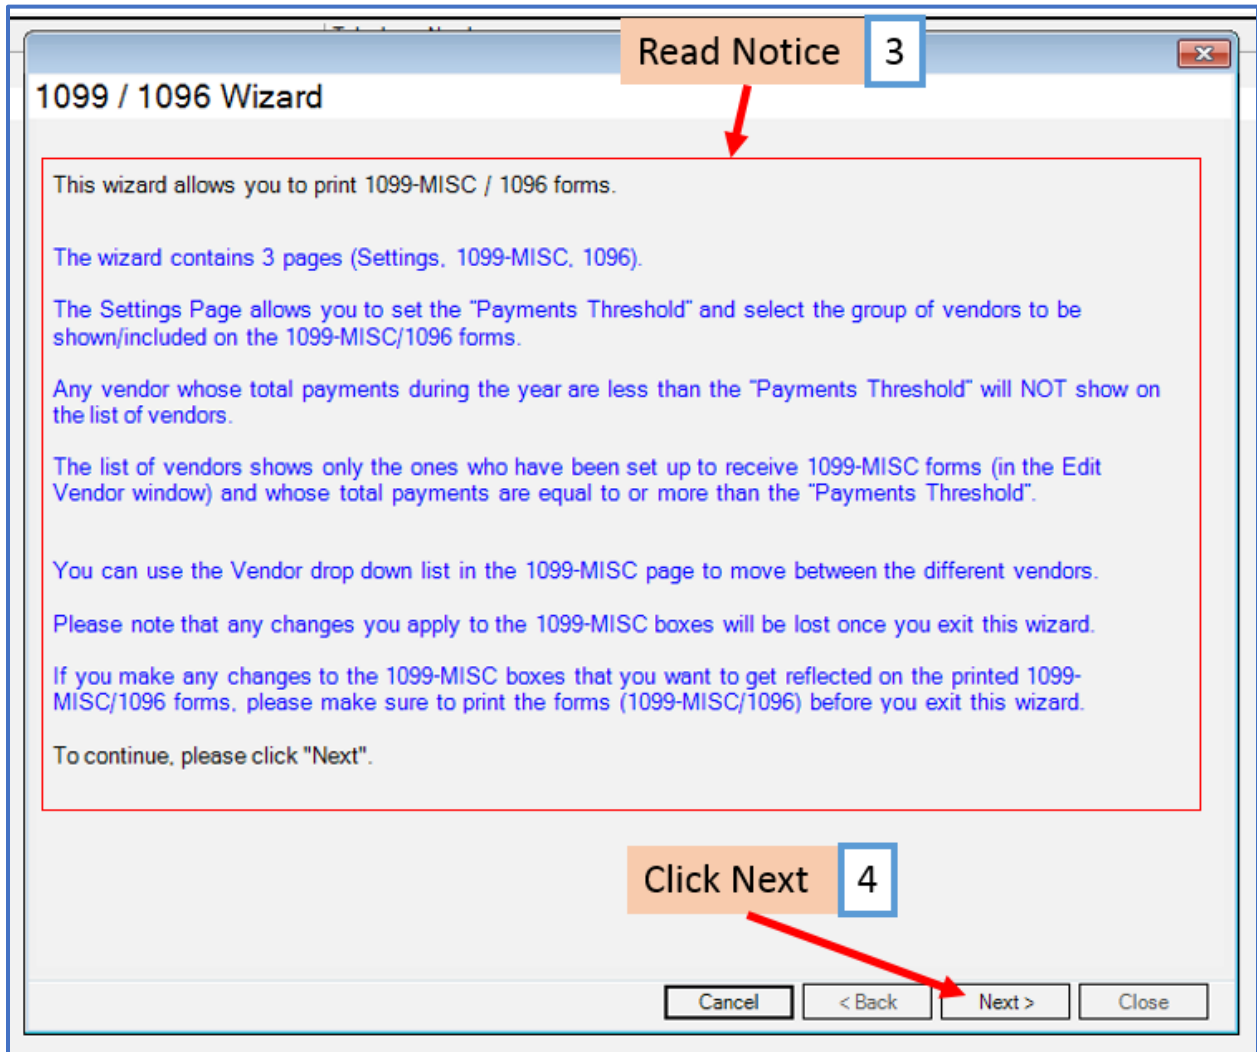 Read Notice 3
1099 / 1096 Wizard
This wizard allows you to print 1099-MISC / 1096 forms.
The wizard contains 3 pages (Settings, 1099-MISC, 1096).
The Settings Page allows you to set the "Payments Threshold" and select the group of vendors to be
shown/included on the 1099-MISC/1096 forms.
Any vendor whose total payments during the year are less than the "Payments Threshold" will NOT show on
the list of vendors.
The list of vendors shows only the ones who have been set up to receive 1099-MISC forms (in the Edit
Vendor window) and whose total payments are equal to or more than the "Payments Threshold".
You can use the Vendor drop down list in the 1099-MISC page to move between the different vendors.
Please note that any changes you apply to the 1099-MISC boxes will be lost once you exit this wizard.
If you make any changes to the 1099-MISC boxes that you want to get reflected on the printed 1099-
MISC/1096 forms, please make sure to print the forms (1099-MISC/1096) before you exit this wizard.
To continue, please click "Next".
Click Next 4
Cancel < Back Next > Close